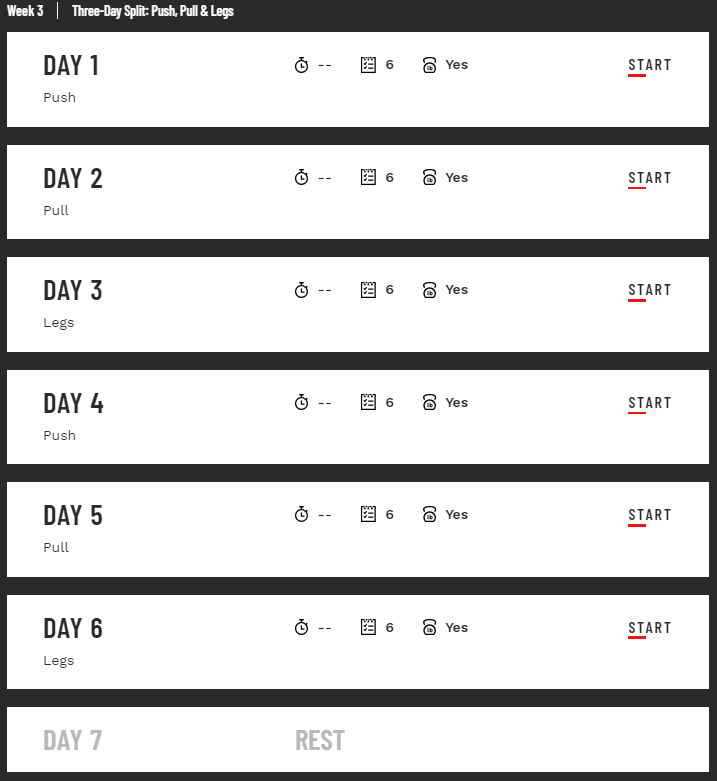 Week 3 | Three-Day Split: Push, Pull & Legs
DAY 1 -- 6 Yes START
Push
DAY 2 -- 6 Yes START
Pull
DAY 3 -- 6 Yes START
Legs
DAY 4 -- 6 Yes START
Push
DAY 5 -- 6 Yes START
Pull
DAY 6 -- 6 Yes START
Legs
DAY 7 REST